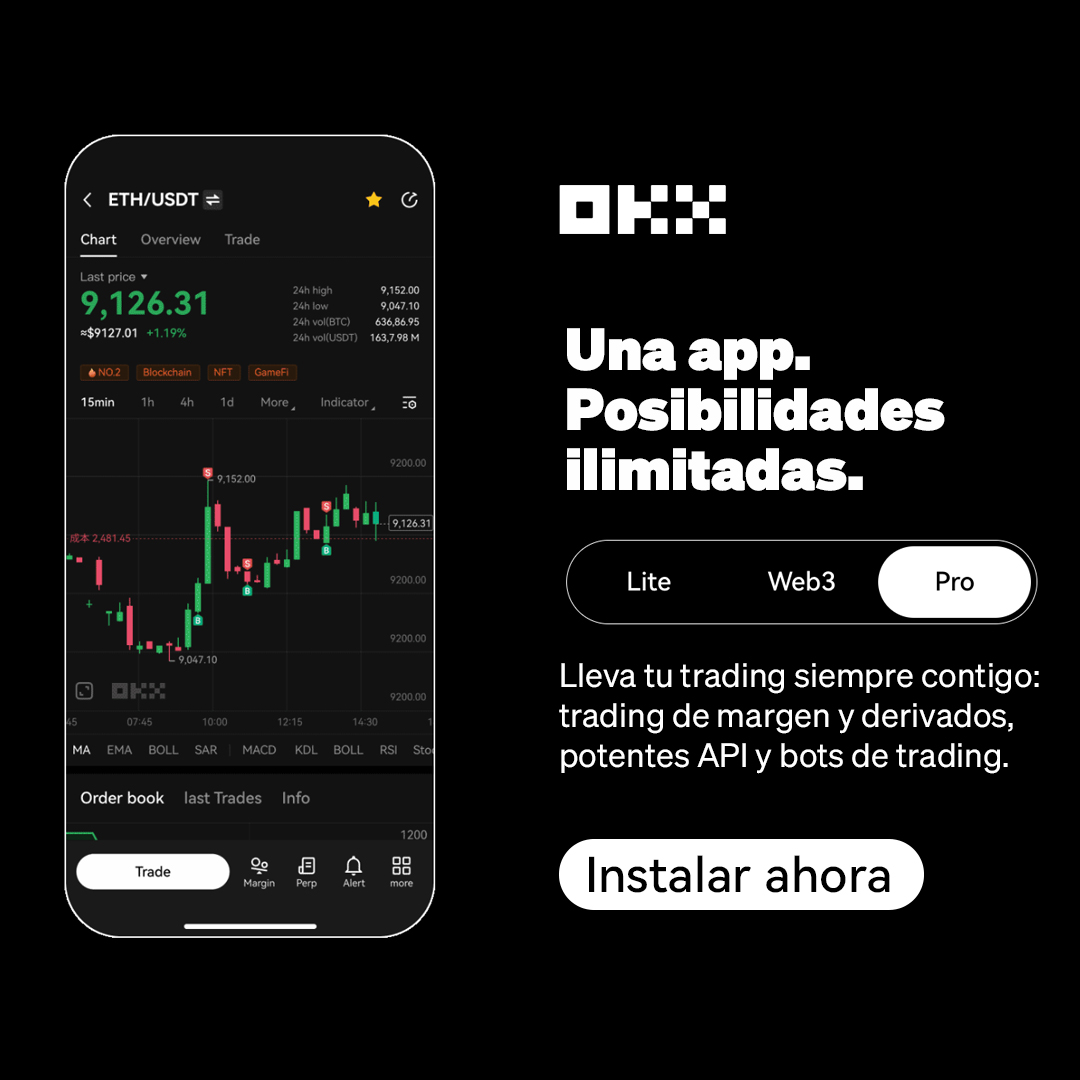 ETH/USDT
Chart Overview Trade
Last price
9,126.31
≈$9127.01 +1.19%
24h high 9,152.00
24h low 9,047.10
24h vol(BTC) 636,86.95
24h vol(USDT) 163,7.98 M
NO.2 Blockchain NFT GameFi
15min 1h 4h 1d More Indicator
9200.00
S
9,152.00
S
9,126.31
成本 2,481.45
B
S
9200.00
B
B
9200.00
9,047.10
OKX
9200.00
:45 07:45 10:00 12:15 14:30 1
MA EMA BOLL SAR MACD KDL BOLL RSI Stoc
Order book last Trades Info
1200
Trade
Margin Perp Alert more
OKX
Una app.
Posibilidades
ilimitadas.
Lite Web3 Pro
Lleva tu trading siempre contigo:
trading de margen y derivados,
potentes API y bots de trading.
Instalar ahora